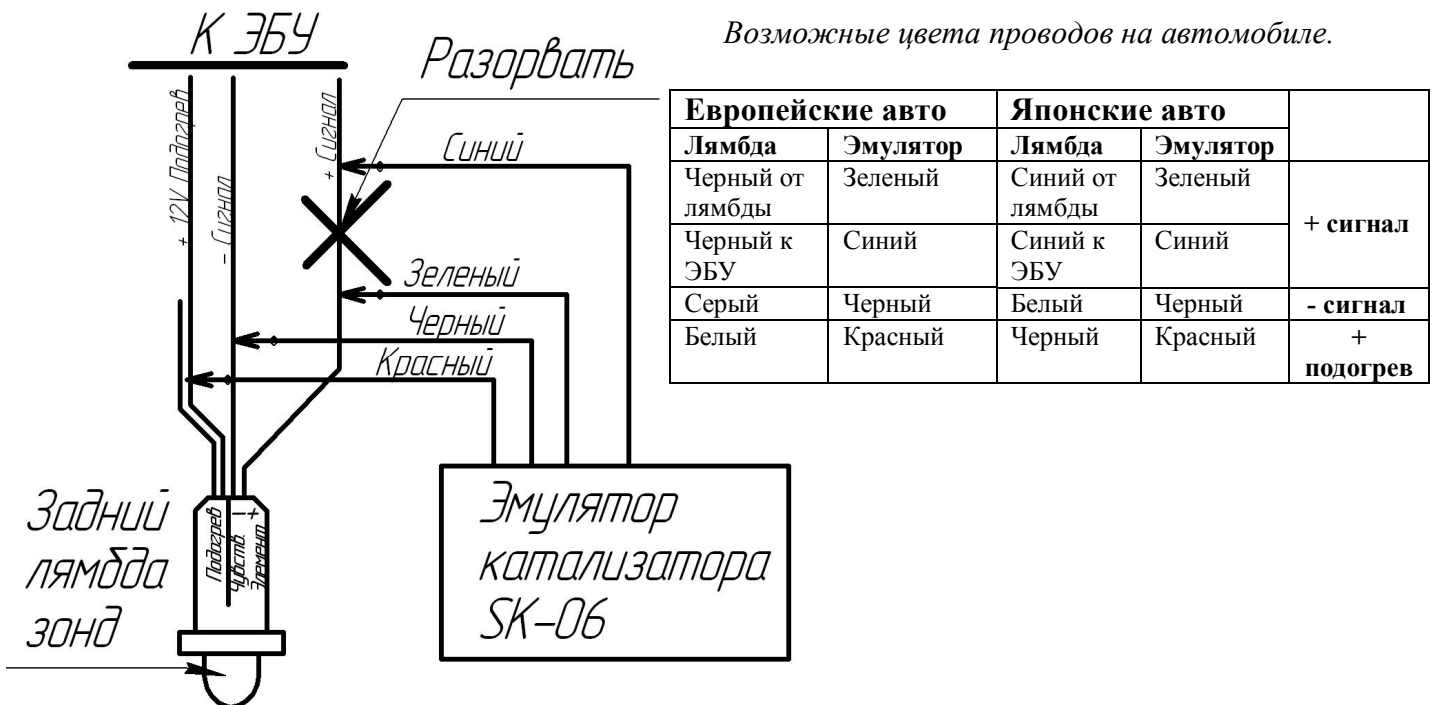 К ЭБУ
Разорвать
+ 12V Подогрев
- Сигнал
+ Сигнал
Синий
Зеленый
Черный
Красный
Задний
лямбда
зонд
Подогрев
Чувств. - +
Элемент
Эмулятор
катализатора
SK-06
Возможные цвета проводов на автомобиле.
Европейские авто Японские авто
Лямбда Эмулятор Лямбда Эмулятор
Черный от Зеленый Синий от Зеленый
лямбды лямбды
+ сигнал
Черный к Синий Синий к Синий
ЭБУ ЭБУ
Серый Черный Белый Черный - сигнал
Белый Красный Черный Красный +
подогрев